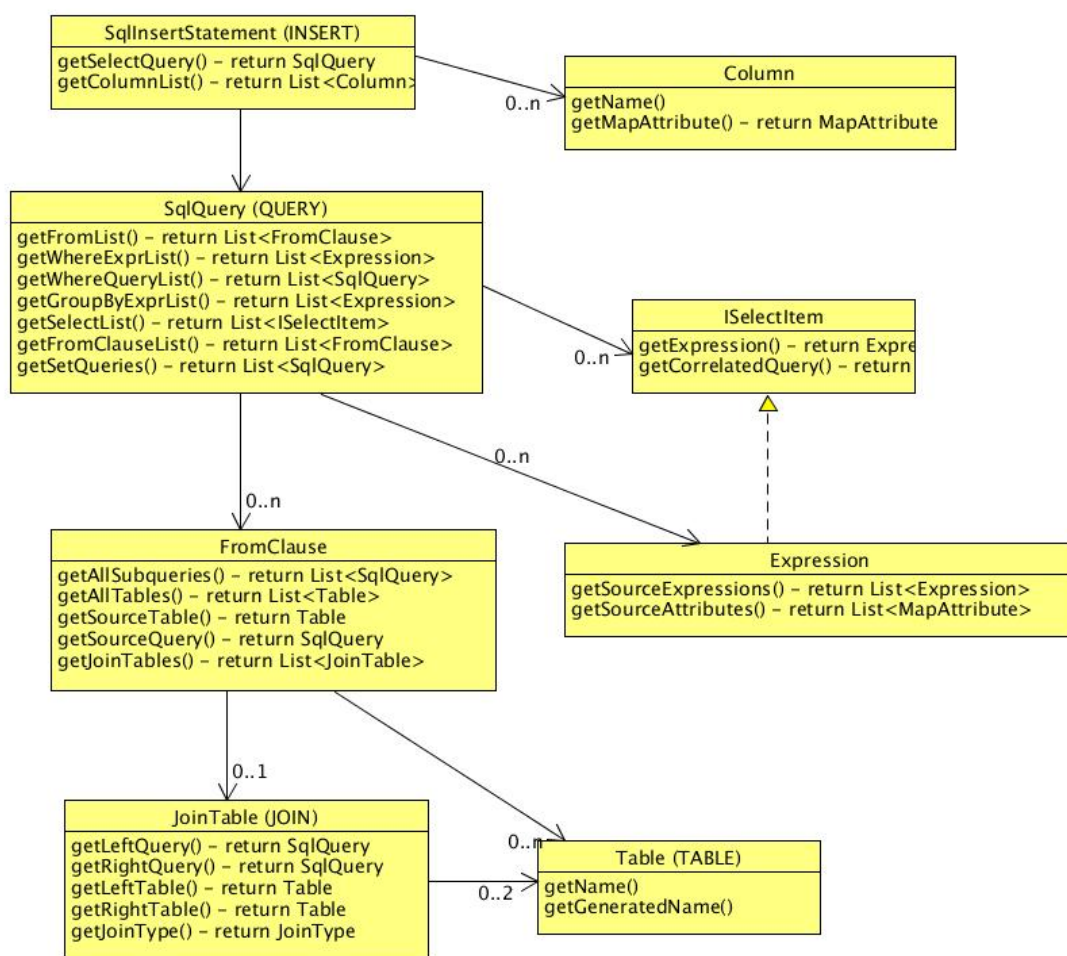 SqlInsertStatement (INSERT)
getSelectQuery() – return SqlQuery
getColumnList() – return List<Column>
Column
getName()
getMapAttribute() – return MapAttribute
0..n
SqlQuery (QUERY)
getFromList() – return List<FromClause>
getWhereExprList() – return List<Expression>
getWhereQueryList() – return List<SqlQuery>
getGroupByExprList() – return List<Expression>
getSelectList() – return List<ISelectItem>
getFromClauseList() – return List<FromClause>
getSetQueries() – return List<SqlQuery>
ISelectItem
getExpression() – return Expre
getCorrelatedQuery() – return
0..n
0..n
0..n
FromClause
getAllSubqueries() – return List<SqlQuery>
getAllTables() – return List<Table>
getSourceTable() – return Table
getSourceQuery() – return SqlQuery
getJoinTables() – return List<JoinTable>
Expression
getSourceExpressions() – return List<Expression>
getSourceAttributes() – return List<MapAttribute>
0..1
JoinTable (JOIN)
getLeftQuery() – return SqlQuery
getRightQuery() – return SqlQuery
getLeftTable() – return Table
getRightTable() – return Table
getJoinType() – return JoinType
0..n
0..2
Table (TABLE)
getName()
getGeneratedName()